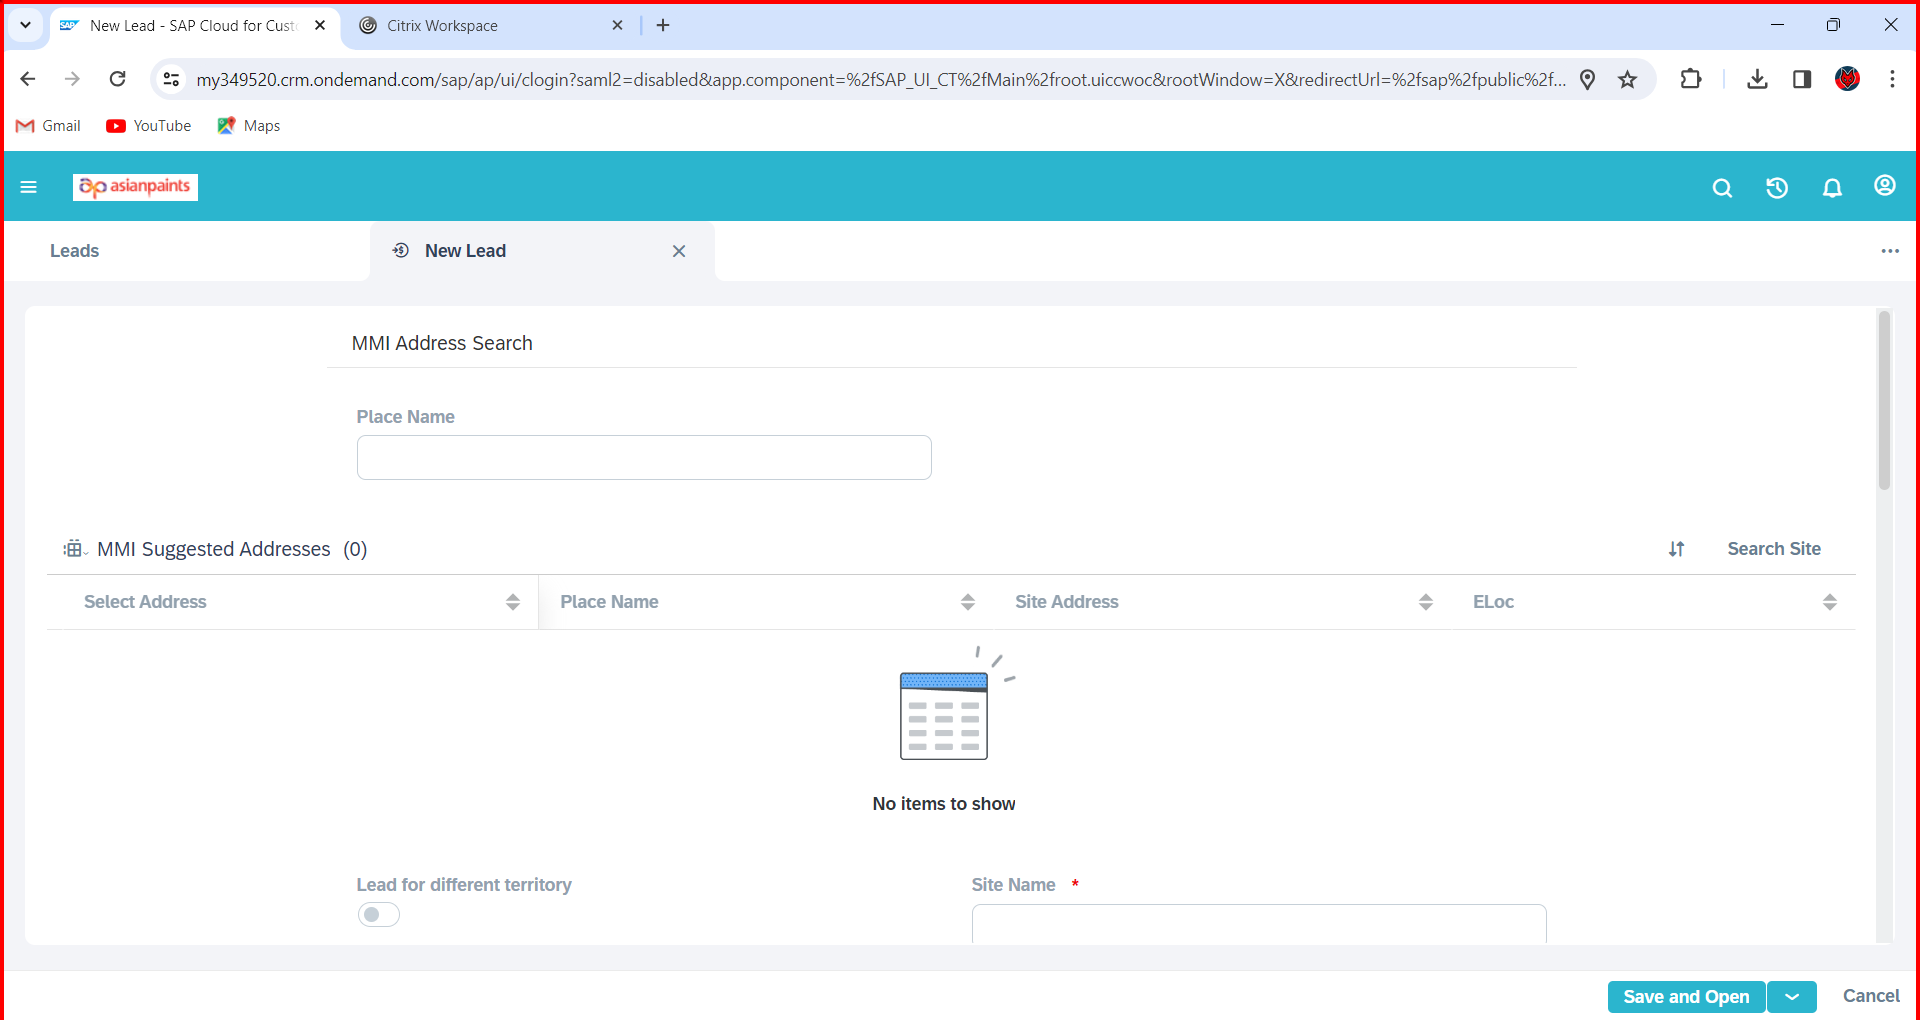 SAP New Lead - SAP Cloud for Cust
Citrix Workspace
my349520.crm.ondemand.com/sap/ap/ui/clogin?saml2=disabled&app.component=%2fSAP_UI_CT%2fMain%2froot.uiccwoc&rootWindow=X&redirectUrl=%2fsap%2fpublic%2f...
Gmail YouTube Maps
ap asianpaints
Leads New Lead
MMI Address Search
Place Name
MMI Suggested Addresses (0) Search Site
Select Address Place Name Site Address ELoc
No items to show
Lead for different territory Site Name *
Save and Open Cancel